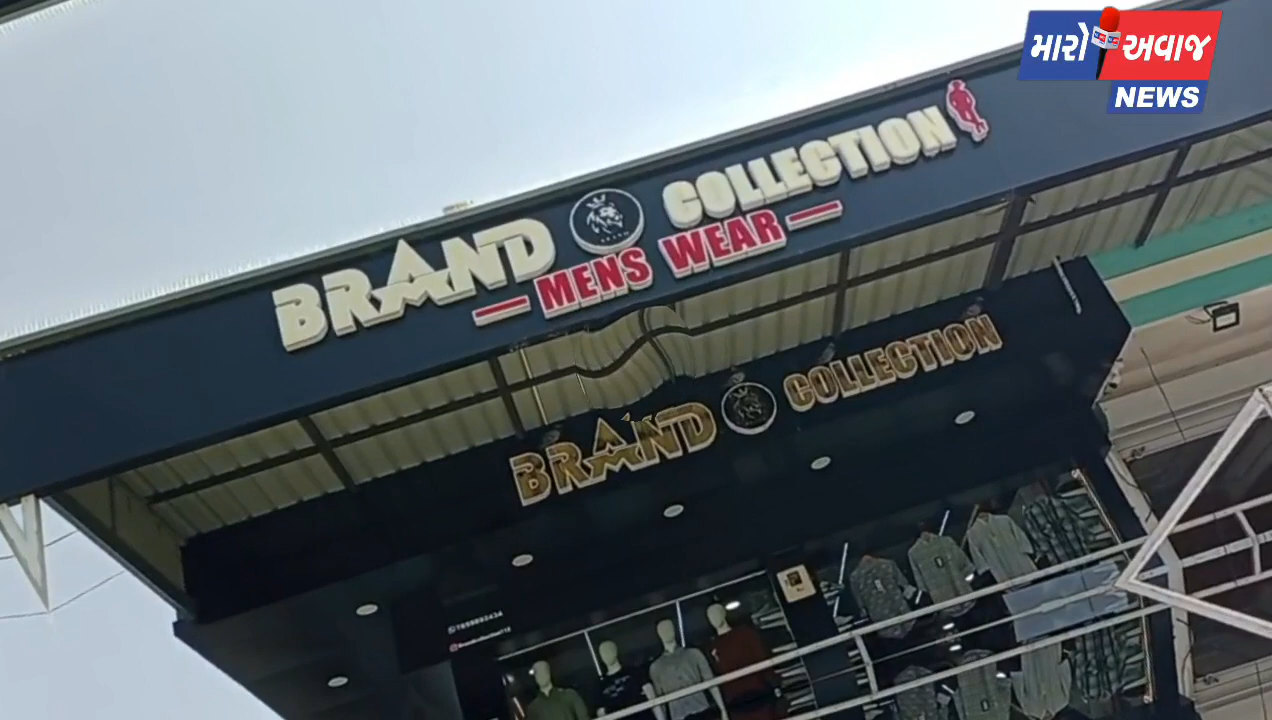 મારો અવાજ
NEWS
BRAND COLLECTION
MENS WEAR
BRAND COLLECTION